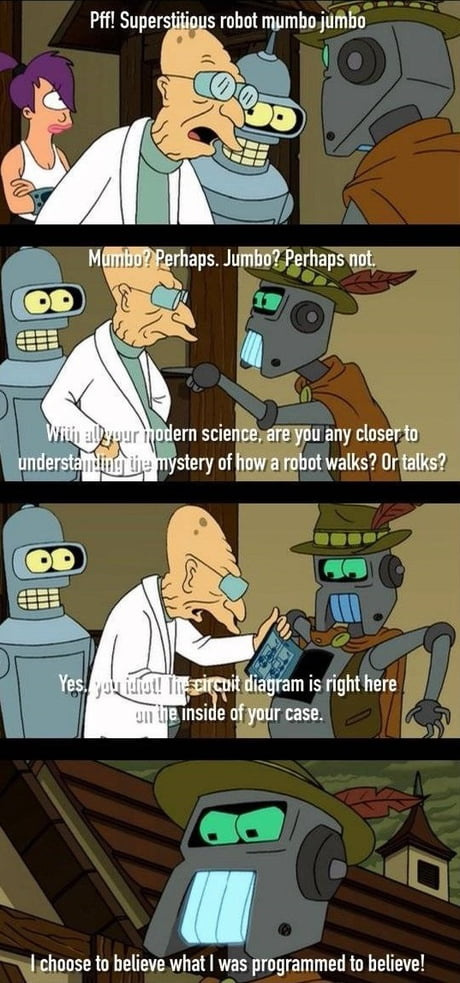 Pff! Superstitious robot mumbo jumbo
Mumbo? Perhaps. Jumbo? Perhaps not.
With all your modern science, are you any closer to
understanding the mystery of how a robot walks? Or talks?
Yes, you idiot! The circuit diagram is right here
on the inside of your case.
I choose to believe what I was programmed to believe!